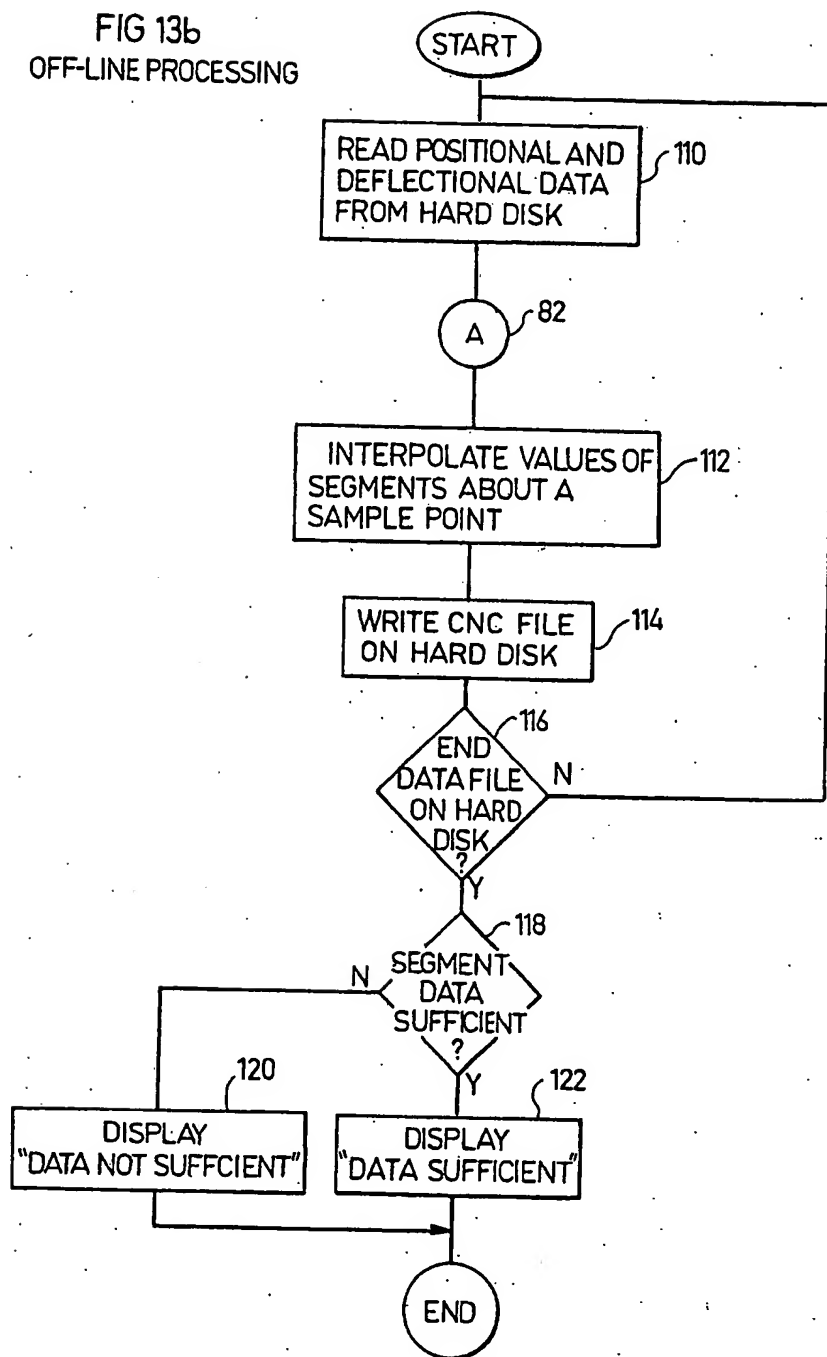 FIG 13b
OFF-LINE PROCESSING
START
READ POSITIONAL AND
DEFLECTIONAL DATA
FROM HARD DISK
110
A
82
INTERPOLATE VALUES OF
SEGMENTS ABOUT A
SAMPLE POINT
112
WRITE CNC FILE
ON HARD DISK
114
116
END
DATA FILE
ON HARD
DISK
?
N
Y
118
SEGMENT
DATA
SUFFICIENT
?
N
Y
120
DISPLAY
"DATA NOT SUFFCIENT"
122
DISPLAY
"DATA SUFFICIENT"
END